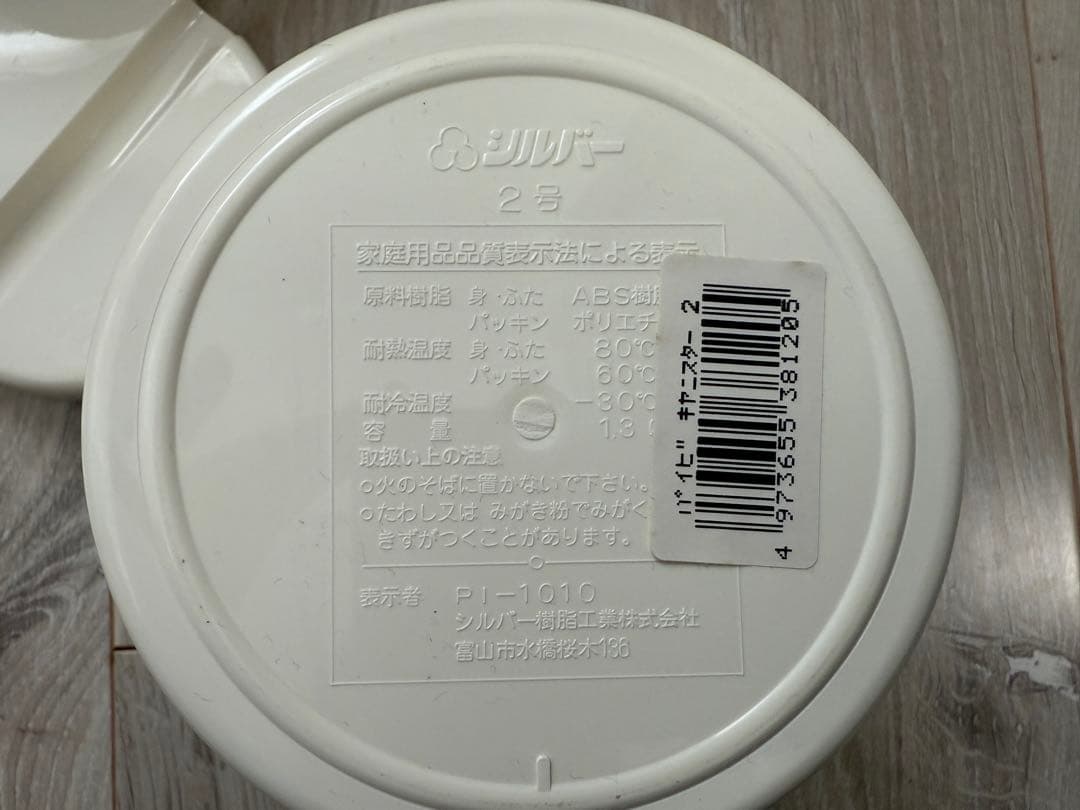 シルバー
2号
家庭用品品質表示法による表示
原料樹脂 身・ふた ABS樹
パッキン ポリエチ
耐熱温度 身・ふた 80℃
パッキン 60℃
耐冷温度 -30℃
容量 1.3
取扱い上の注意
○火のそばに置かないで下さい。
○たわし又は みがき粉でみがく
きずがつくことがあります。
表示者 PI-1010
シルバー樹脂工業株式会社
富山市水橋桜木136
パイピ キヤニスター 2
4 973655 381205